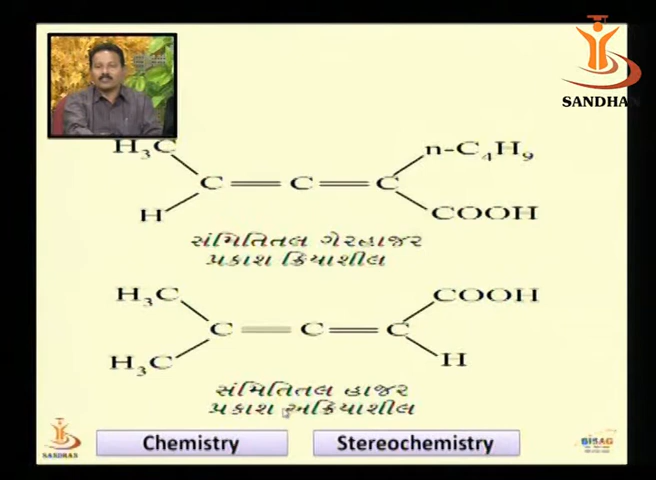 SANDHAN
H₃C
n-C₄H₉
C
C
C
H
COOH
સંમિતિતલ ગેરહાજર
પ્રકાશ ક્રિયાશીલ
H₃C
COOH
C
C
C
H₃C
H
સંમિતિતલ હાજર
પ્રકાશ અક્રિયાશીલ
SANDHAN
Chemistry
Stereochemistry
BISAG